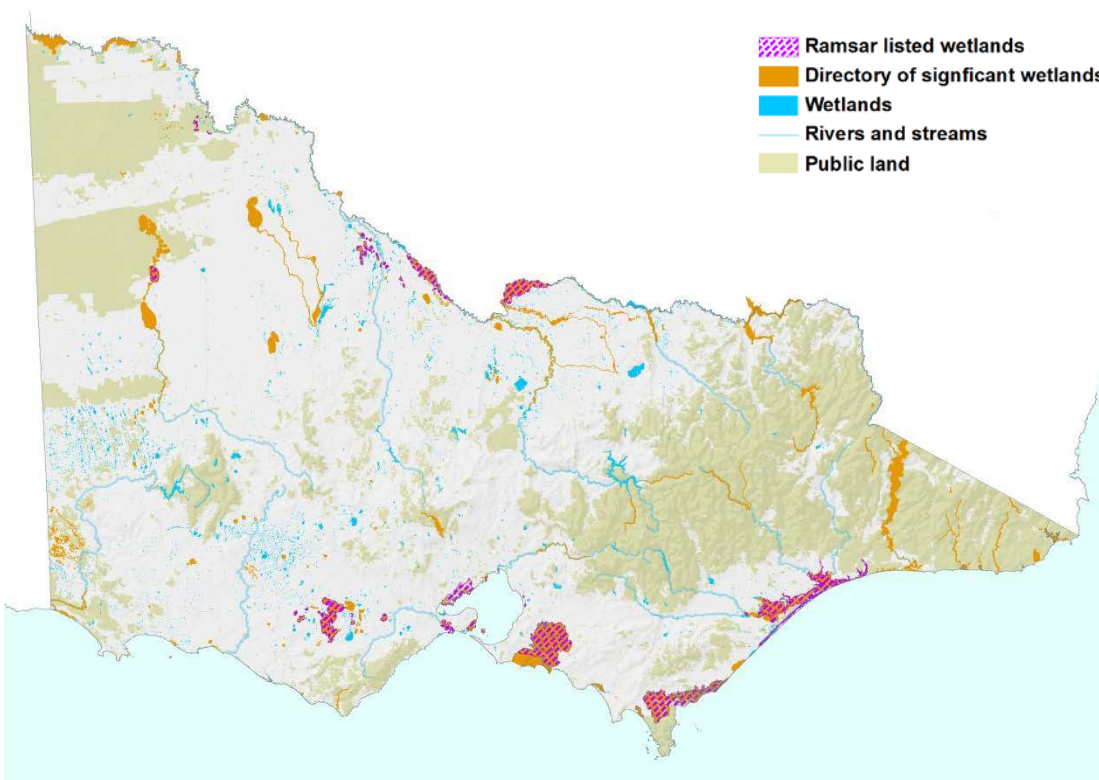 Ramsar listed wetlands
Directory of signficant wetlands
Wetlands
Rivers and streams
Public land